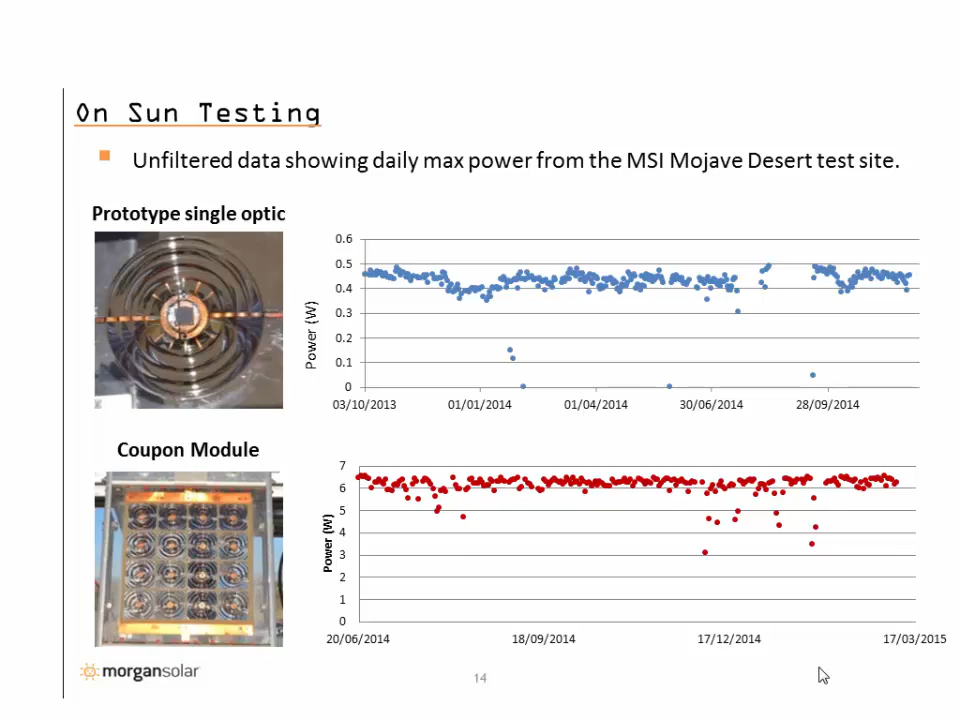 On Sun Testing
Unfiltered data showing daily max power from the MSI Mojave Desert test site.
Prototype single optic
0.6
0.5
0.4
0.3
0.2
0.1
0
Power (W)
03/10/2013 01/01/2014 01/04/2014 30/06/2014 28/09/2014
Coupon Module
7
6
5
4
3
2
1
0
Power (W)
20/06/2014 18/09/2014 17/12/2014 17/03/2015
morgansolar
14